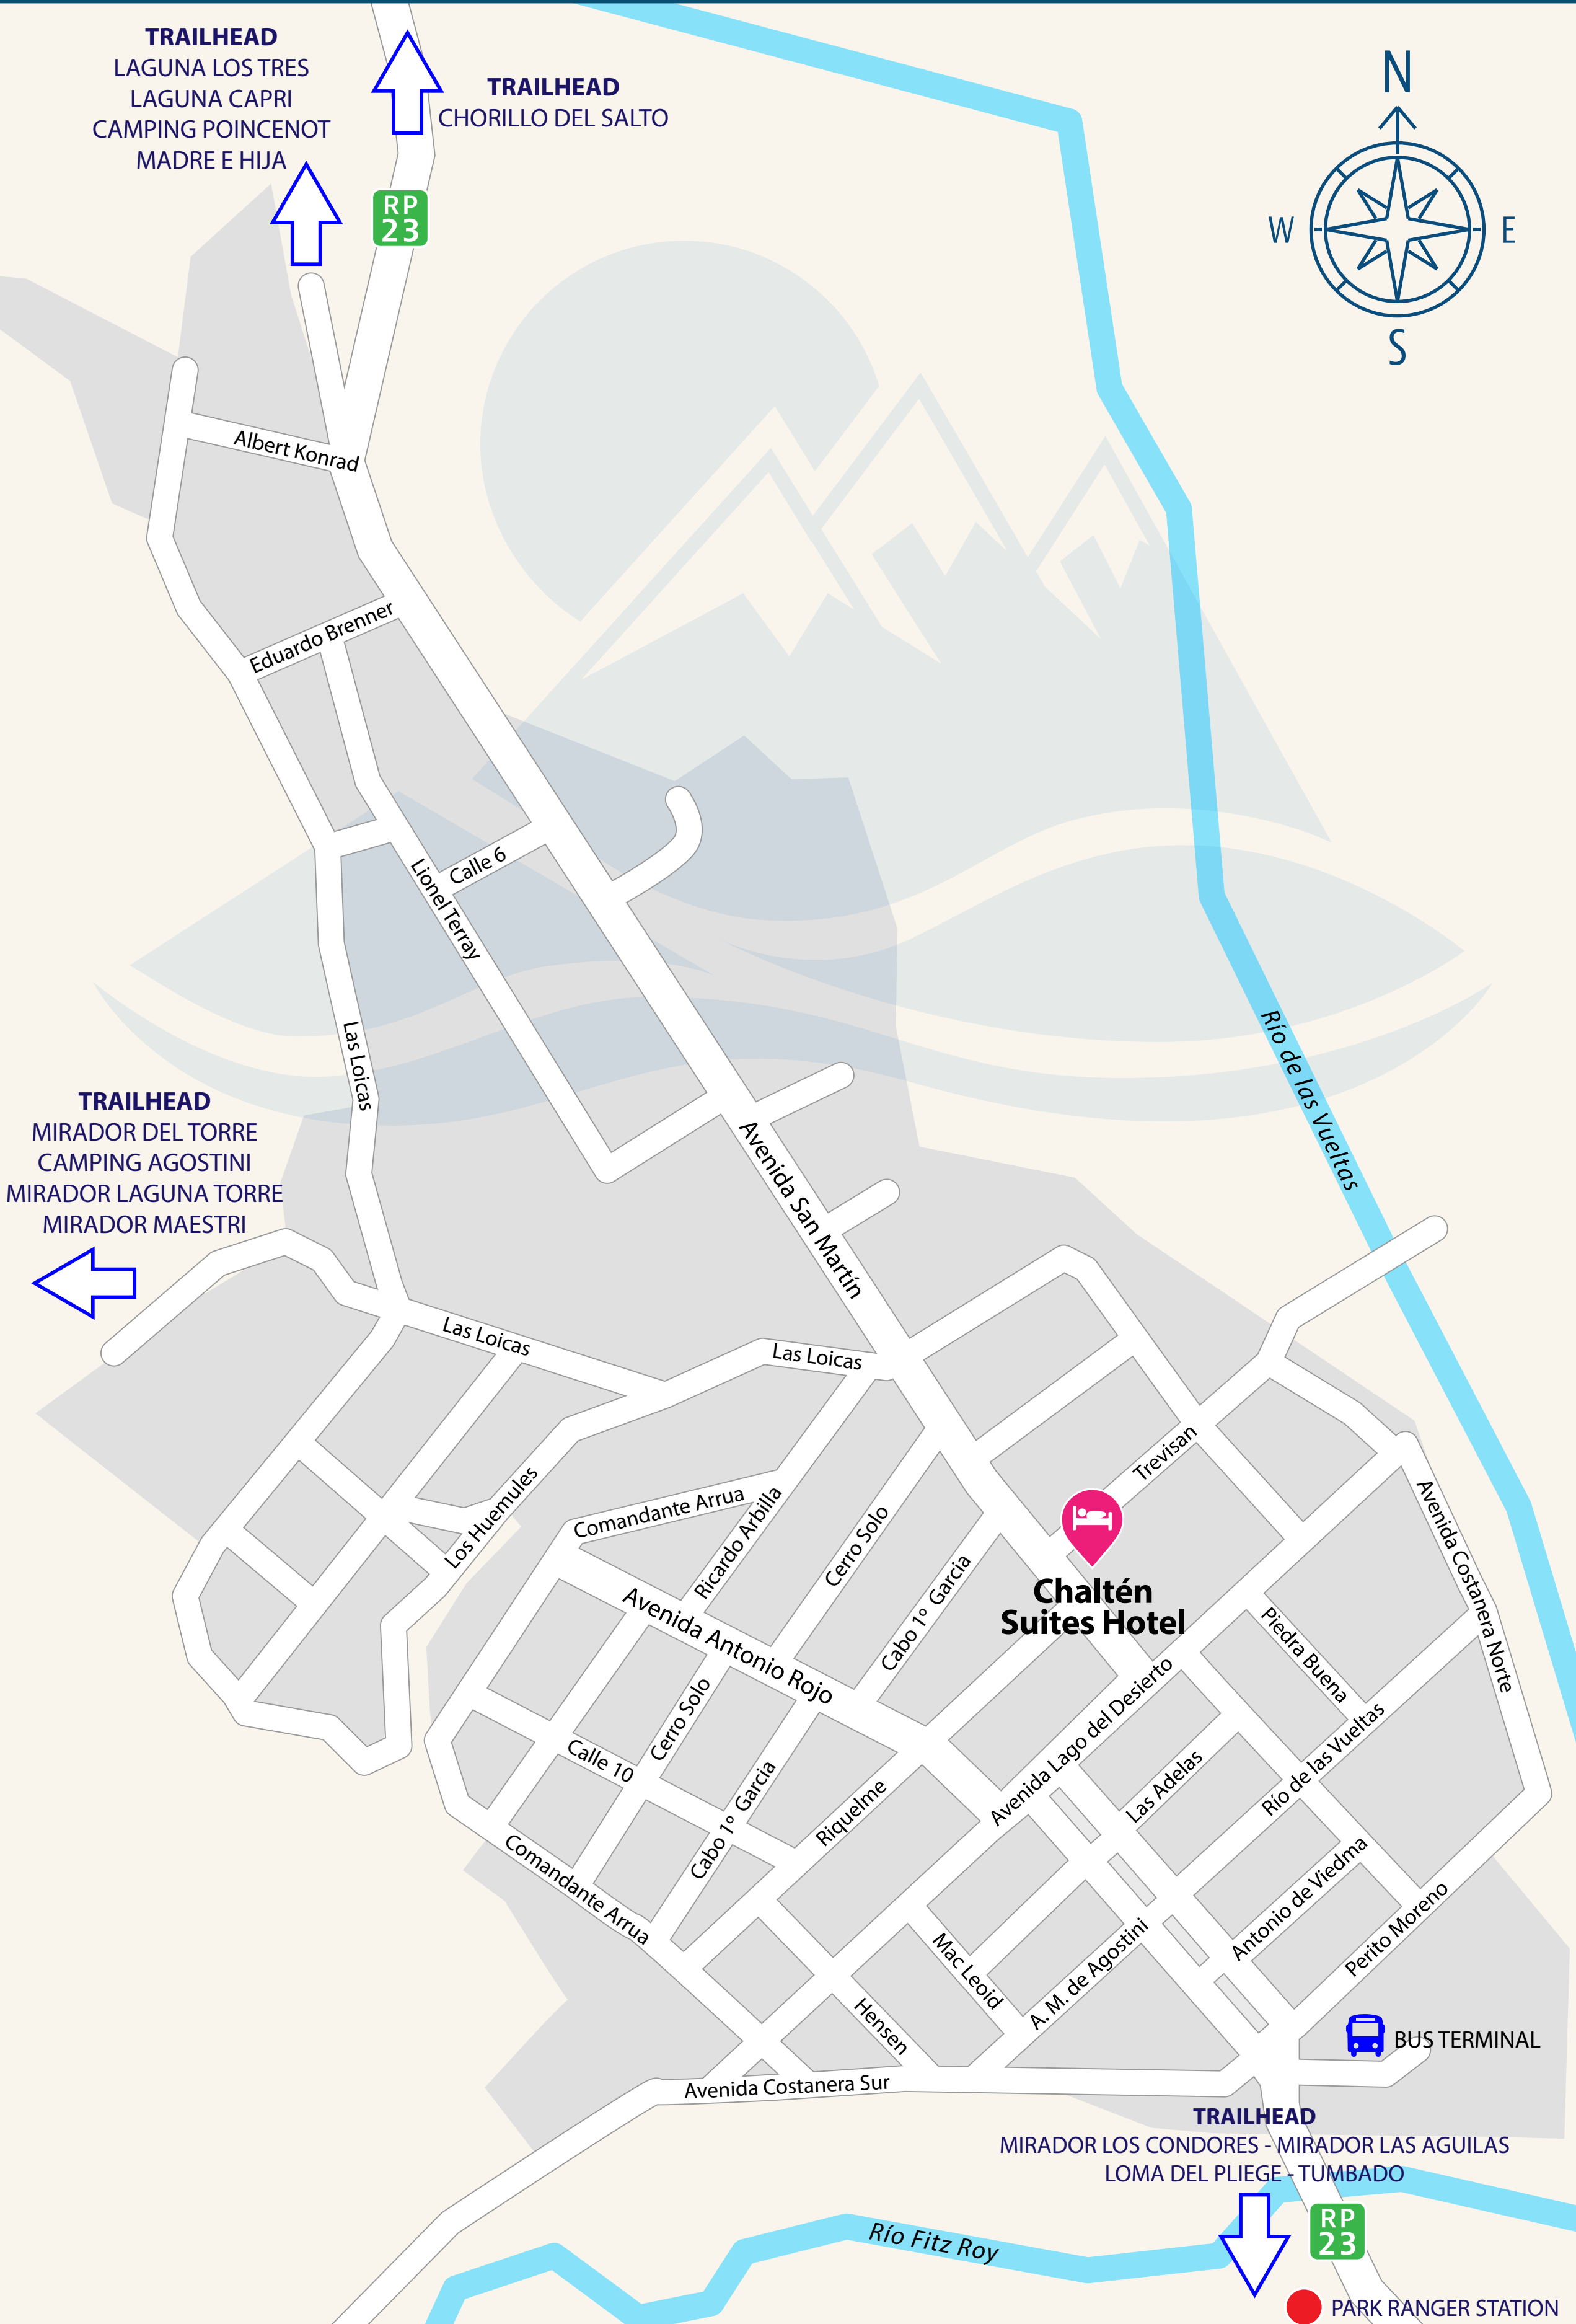 TRAILHEAD
LAGUNA LOS TRES
LAGUNA CAPRI
CAMPING POINCENOT
MADRE E HIJA
TRAILHEAD
CHORILLO DEL SALTO
RP
23
N
W
E
S
Albert Konrad
Eduardo Brenner
Calle 6
Lionel Terray
Las Loicas
Río de las Vueltas
TRAILHEAD
MIRADOR DEL TORRE
CAMPING AGOSTINI
MIRADOR LAGUNA TORRE
MIRADOR MAESTRI
Avenida San Martín
Las Loicas
Las Loicas
Trevisan
Los Huemules
Comandante Arrua
Ricardo Arbilla
Cerro Solo
Cabo 1º Garcia
Chaltén
Suites Hotel
Avenida Costanera Norte
Avenida Antonio Rojo
Piedra Buena
Avenida Lago del Desierto
Cerro Solo
Calle 10
Cabo 1º Garcia
Riquelme
Las Adelas
Río de las Vueltas
Comandante Arrua
Antonio de Viedma
Perito Moreno
Mac Leoid
A. M. de Agostini
Hensen
BUS TERMINAL
Avenida Costanera Sur
TRAILHEAD
MIRADOR LOS CONDORES - MIRADOR LAS AGUILAS
LOMA DEL PLIEGE - TUMBADO
Río Fitz Roy
RP
23
PARK RANGER STATION